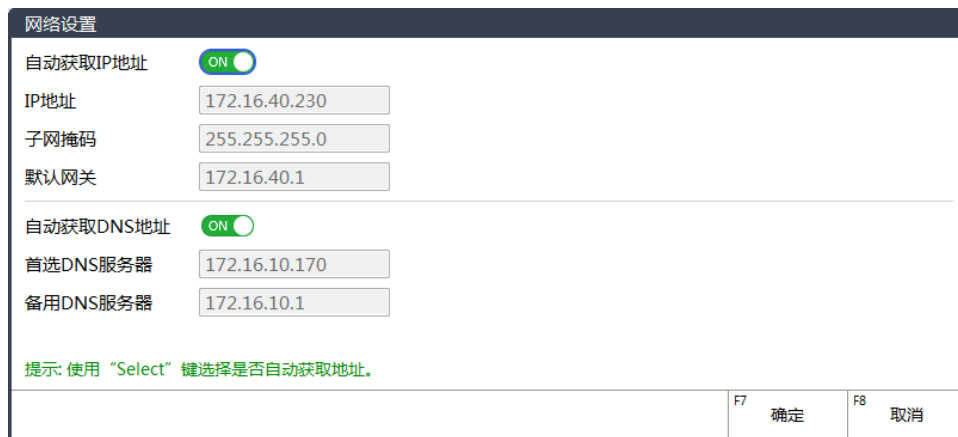 网络设置
自动获取IP地址 ON
IP地址 172.16.40.230
子网掩码 255.255.255.0
默认网关 172.16.40.1
自动获取DNS地址 ON
首选DNS服务器 172.16.10.170
备用DNS服务器 172.16.10.1
提示: 使用“Select”键选择是否自动获取地址。
F7 确定 F8 取消